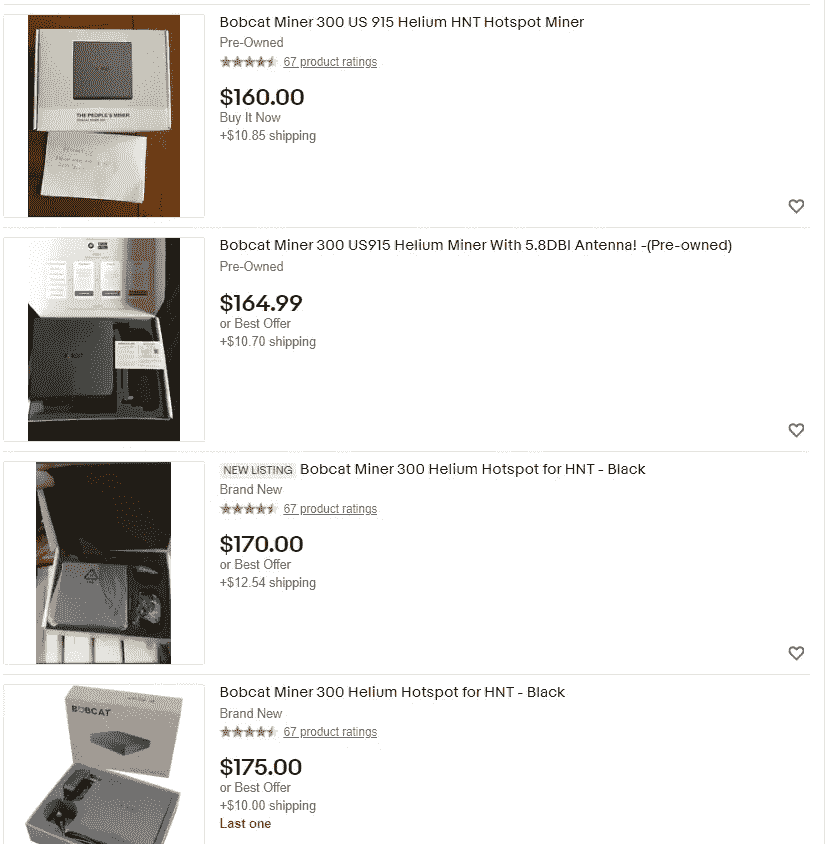 Bobcat Miner 300 US 915 Helium HNT Hotspot Miner
Pre-Owned
67 product ratings
$160.00
Buy It Now
+$10.85 shipping
THE PEOPLE'S MINER
Bobcat Miner 300 US915 Helium Miner With 5.8DBI Antenna! -(Pre-owned)
Pre-Owned
$164.99
or Best Offer
+$10.70 shipping
BOBCAT
NEW LISTING Bobcat Miner 300 Helium Hotspot for HNT - Black
Brand New
67 product ratings
$170.00
or Best Offer
+$12.54 shipping
Bobcat Miner 300 Helium Hotspot for HNT - Black
Brand New
67 product ratings
$175.00
or Best Offer
+$10.00 shipping
Last one
BOBCAT